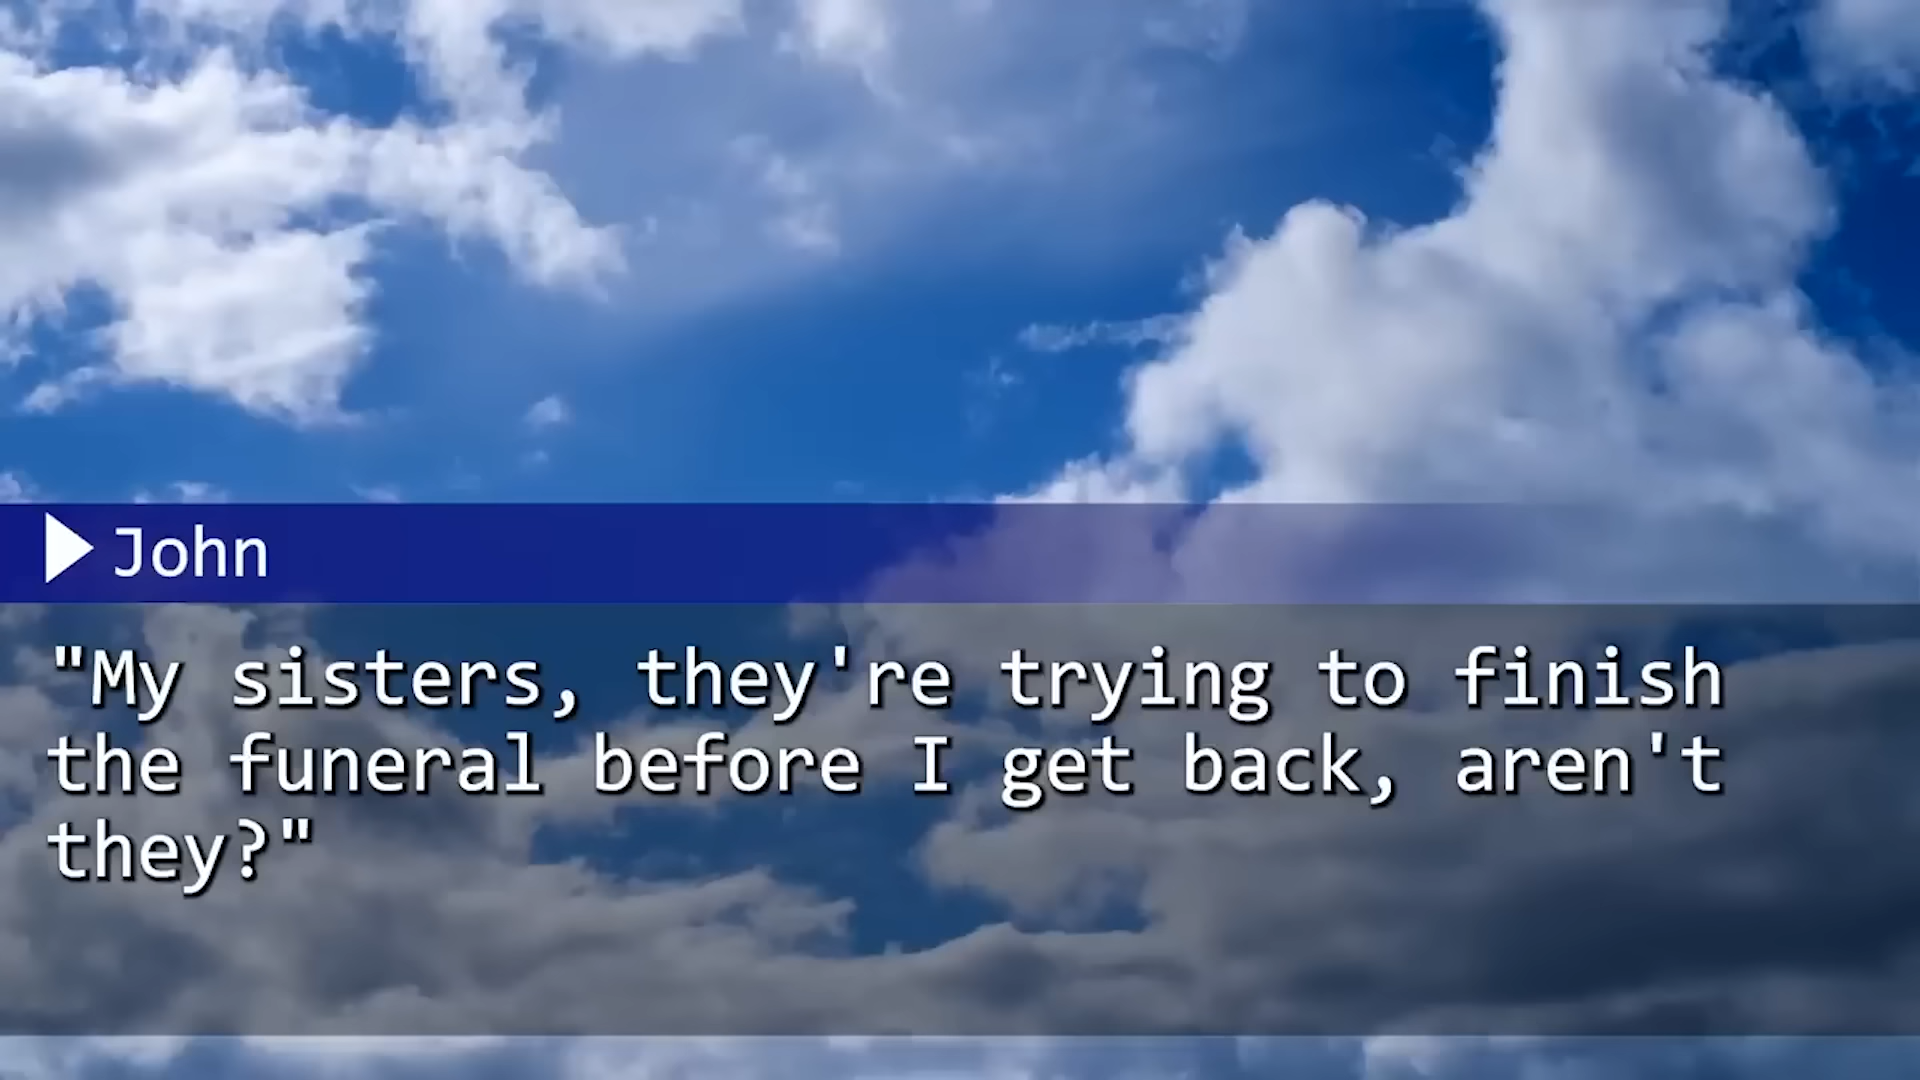 John
"My sisters, they're trying to finish
the funeral before I get back, aren't
they?"